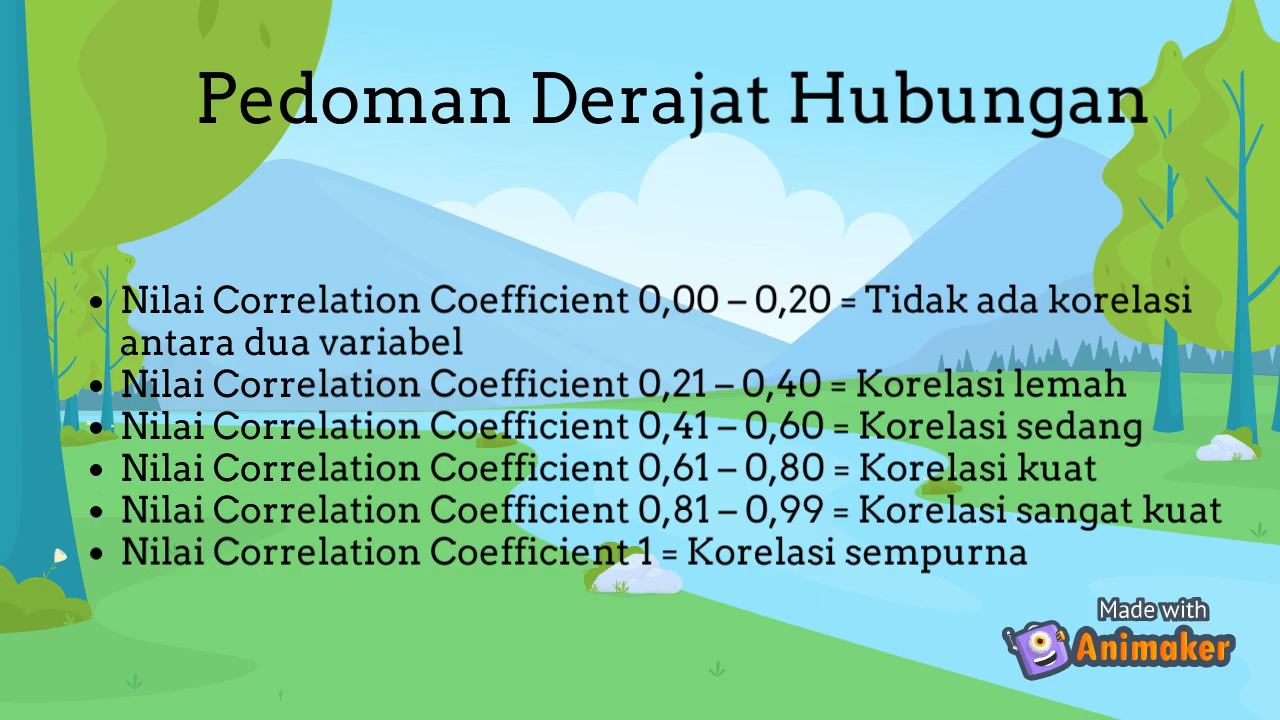 Pedoman Derajat Hubungan
• Nilai Correlation Coefficient 0,00 – 0,20 = Tidak ada korelasi
antara dua variabel
• Nilai Correlation Coefficient 0,21 – 0,40 = Korelasi lemah
• Nilai Correlation Coefficient 0,41 – 0,60 = Korelasi sedang
• Nilai Correlation Coefficient 0,61 – 0,80 = Korelasi kuat
• Nilai Correlation Coefficient 0,81 – 0,99 = Korelasi sangat kuat
• Nilai Correlation Coefficient 1 = Korelasi sempurna
Made with
Animaker